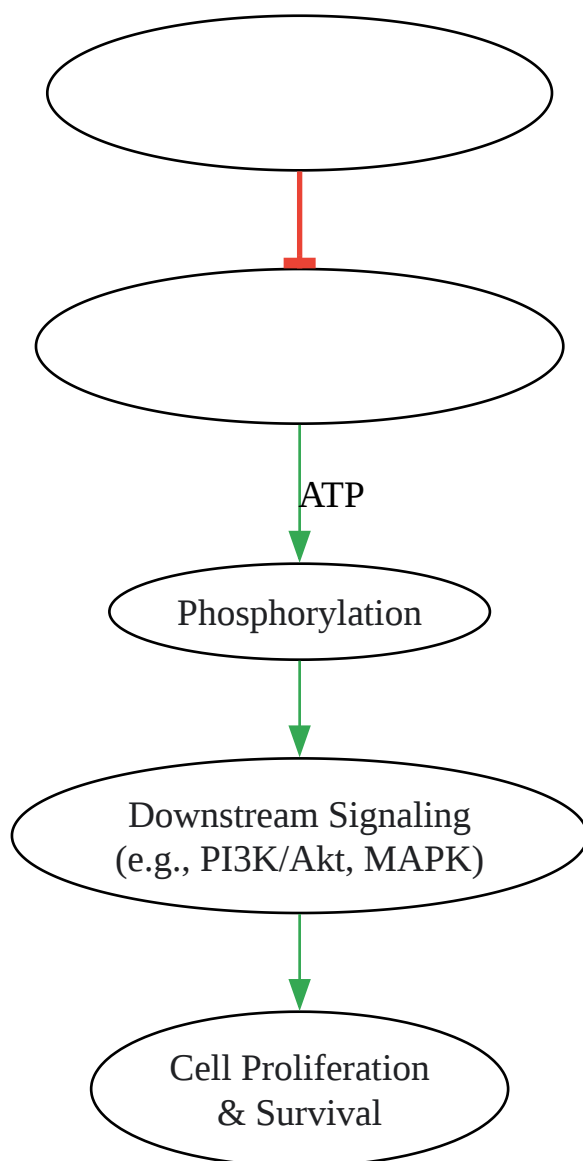 ATP
Phosphorylation
Downstream Signaling
(e.g., PI3K/Akt, MAPK)
Cell Proliferation
& Survival